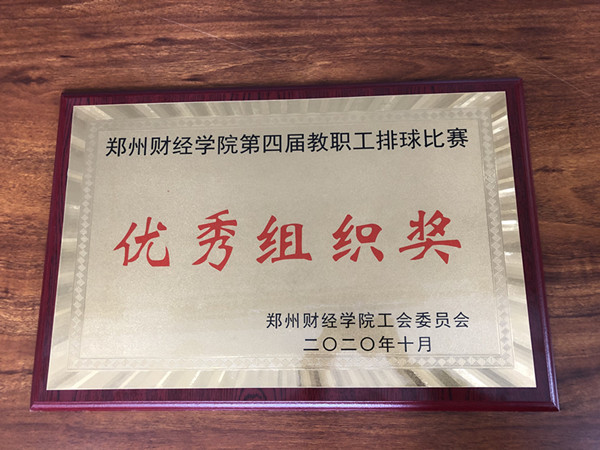 郑州财经学院第四届教职工排球比赛
优秀组织奖
郑州财经学院工会委员会
二〇二〇年十月